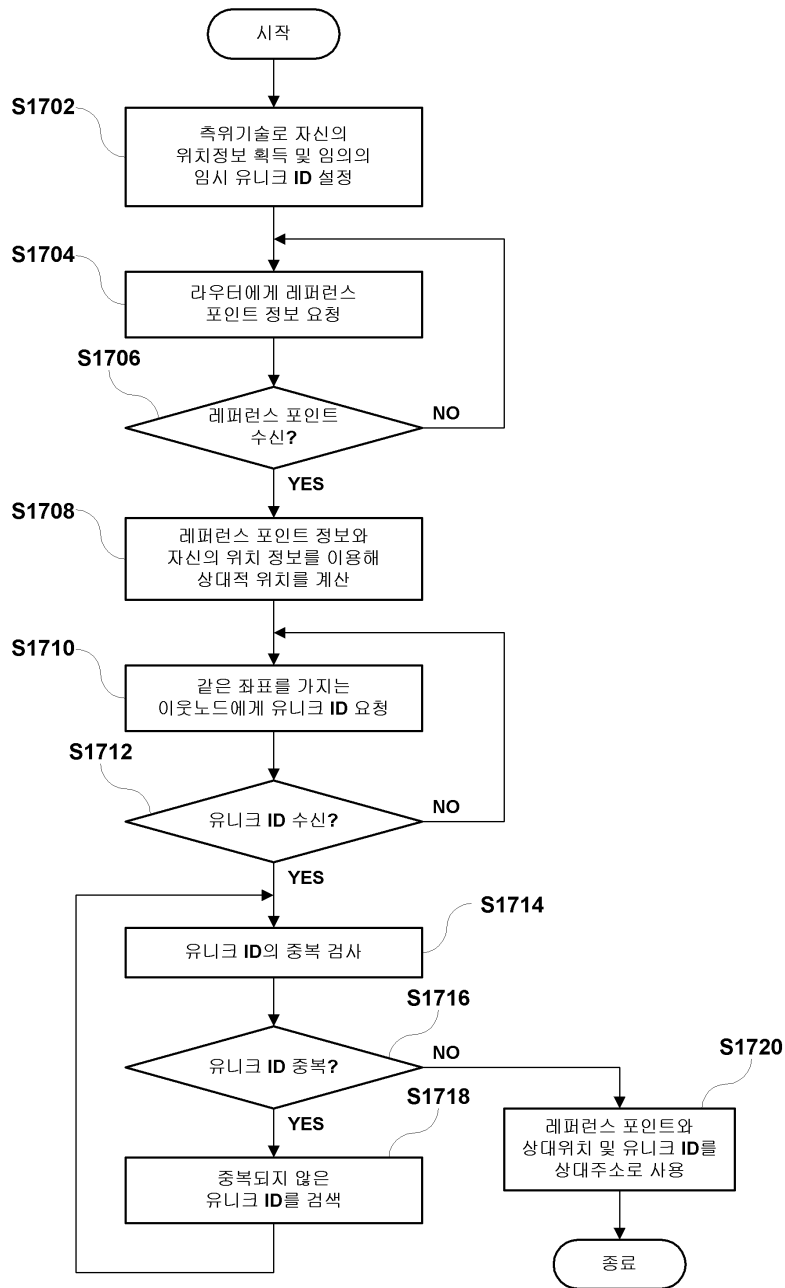 시작
S1702
측위기술로 자신의
위치정보 획득 및 임의의
임시 유니크 ID 설정
S1704
라우터에게 레퍼런스
포인트 정보 요청
S1706
레퍼런스 포인트
수신?
NO
YES
S1708
레퍼런스 포인트 정보와
자신의 위치 정보를 이용해
상대적 위치를 계산
S1710
같은 좌표를 가지는
이웃노드에게 유니크 ID 요청
S1712
유니크 ID 수신?
NO
YES
S1714
유니크 ID의 중복 검사
S1716
유니크 ID 중복?
NO
YES
S1718
중복되지 않은
유니크 ID를 검색
S1720
레퍼런스 포인트와
상대위치 및 유니크 ID를
상대주소로 사용
종료